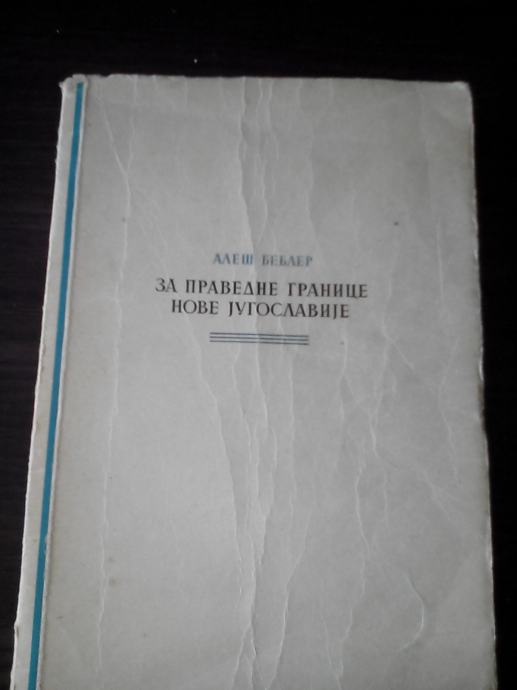 АЛЕШ БЕБЛЕР
ЗА ПРАВЕДНЕ ГРАНИЦЕ
НОВЕ ЈУГОСЛАВИЈЕ